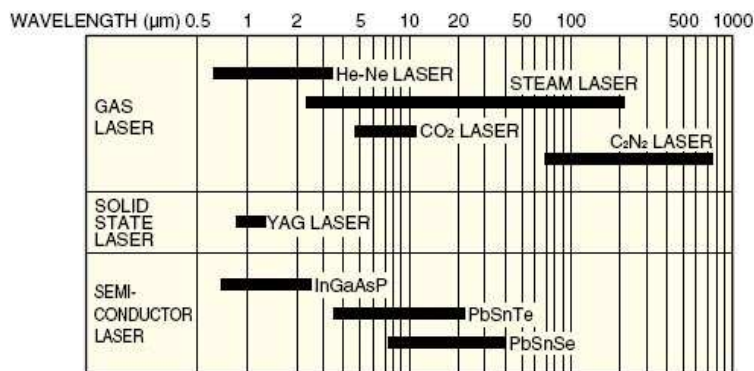 WAVELENGTH (µm) 0.5 1 2 5 10 20 50 100 500 1000
He-Ne LASER
STEAM LASER
GAS
LASER
CO₂ LASER
C₂N₂ LASER
SOLID
STATE
LASER
YAG LASER
InGaAsP
SEMI-
CONDUCTOR
LASER
PbSnTe
PbSnSe